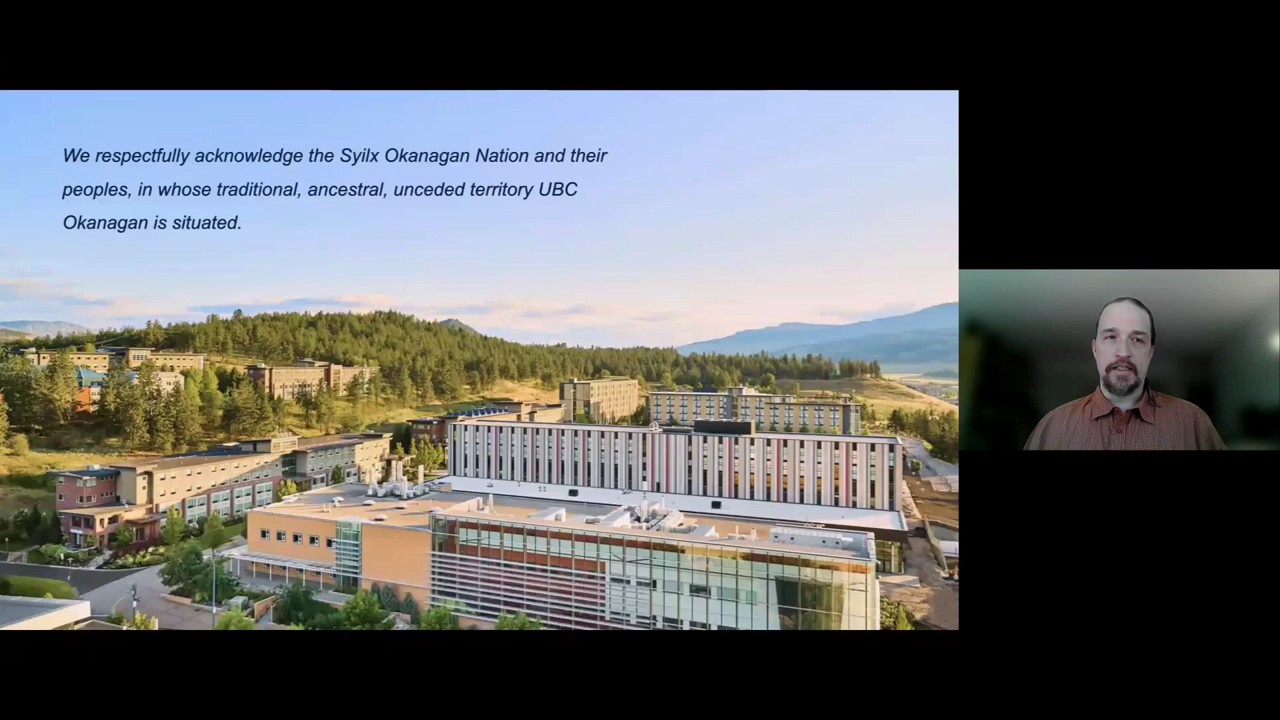 We respectfully acknowledge the Syilx Okanagan Nation and their
peoples, in whose traditional, ancestral, unceded territory UBC
Okanagan is situated.